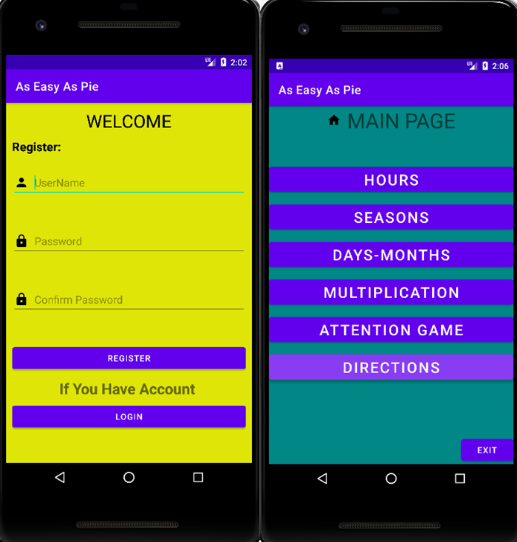 2:02
As Easy As Pie
WELCOME
Register:
UserName
Password
Confirm Password
REGISTER
If You Have Account
LOGIN
2:06
As Easy As Pie
MAIN PAGE
HOURS
SEASONS
DAYS-MONTHS
MULTIPLICATION
ATTENTION GAME
DIRECTIONS
EXIT